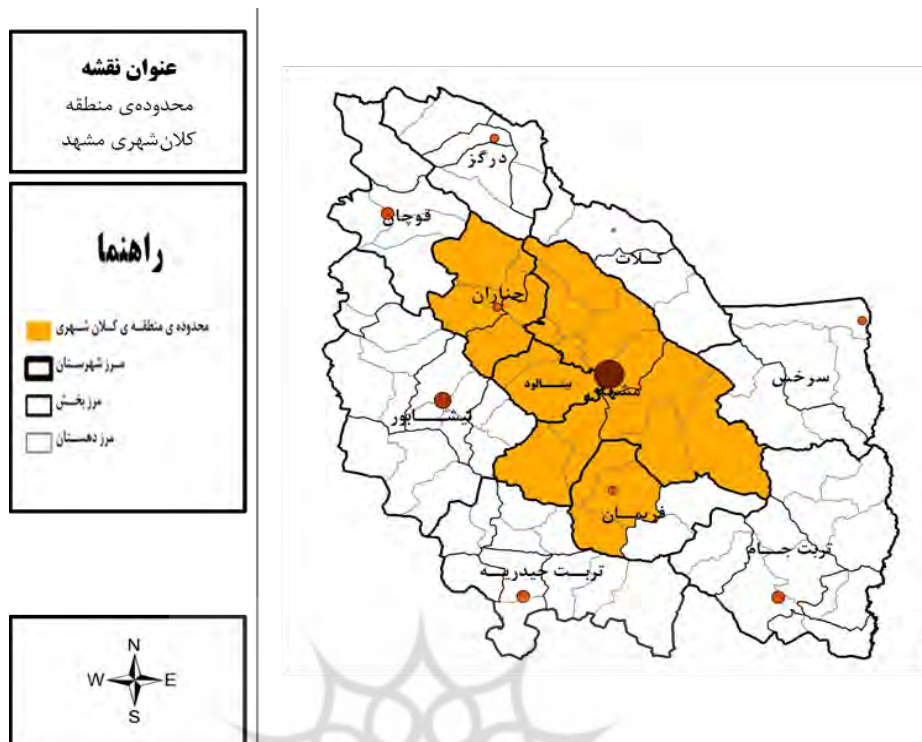 عنوان نقشه
محدوده‌ی منطقه
کلان‌شهری مشهد
راهنما
محدوده ی منطقه ی کلان شهری
مرز شهرستان
مرز بخش
مرز دهستان
N
W E
S
درگز
قوچان
کلات
چناران
سرخس
بینالود
مشهد
نیشابور
فریمان
تربت جام
تربت حیدریه